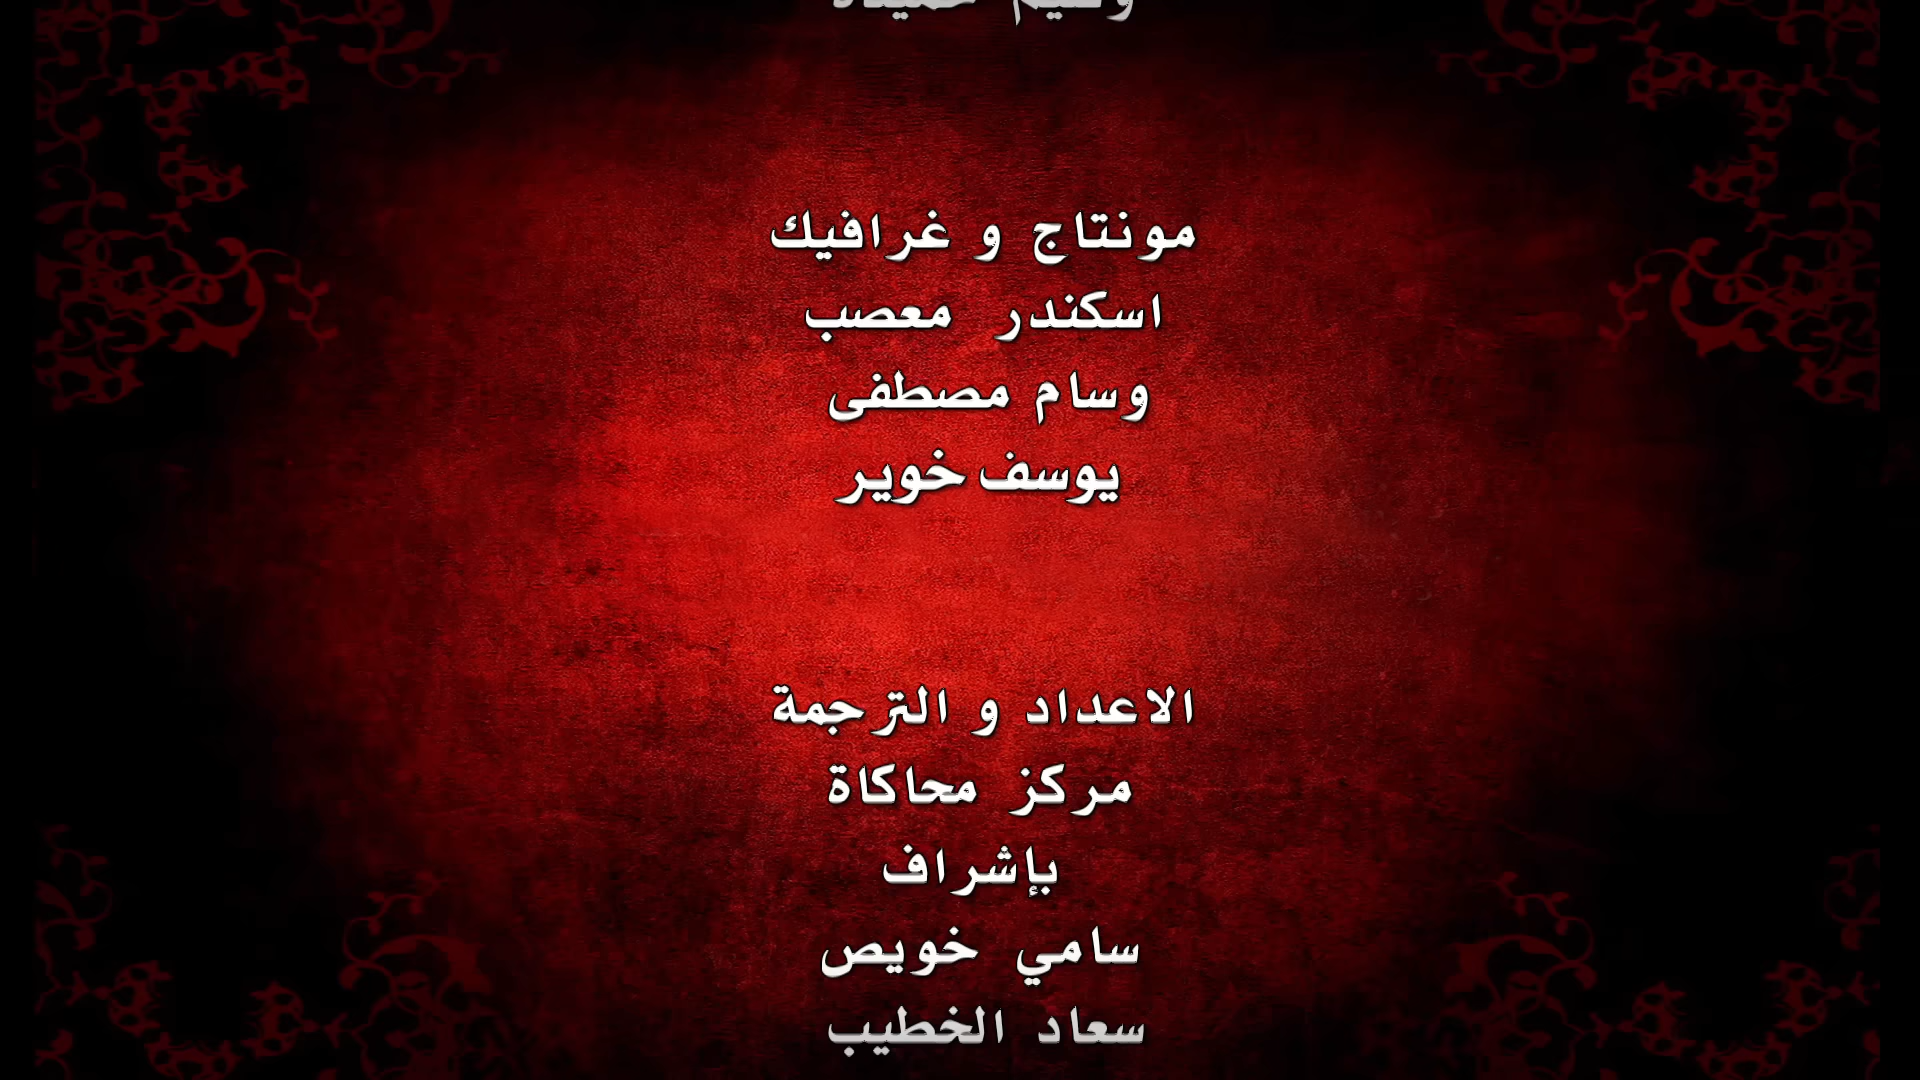 مونتاج و غرافيك
اسكندر معصب
وسام مصطفى
يوسف خوير
الاعداد و الترجمة
مركز محاكاة
بإشراف
سامي خويص
سعاد الخطيب